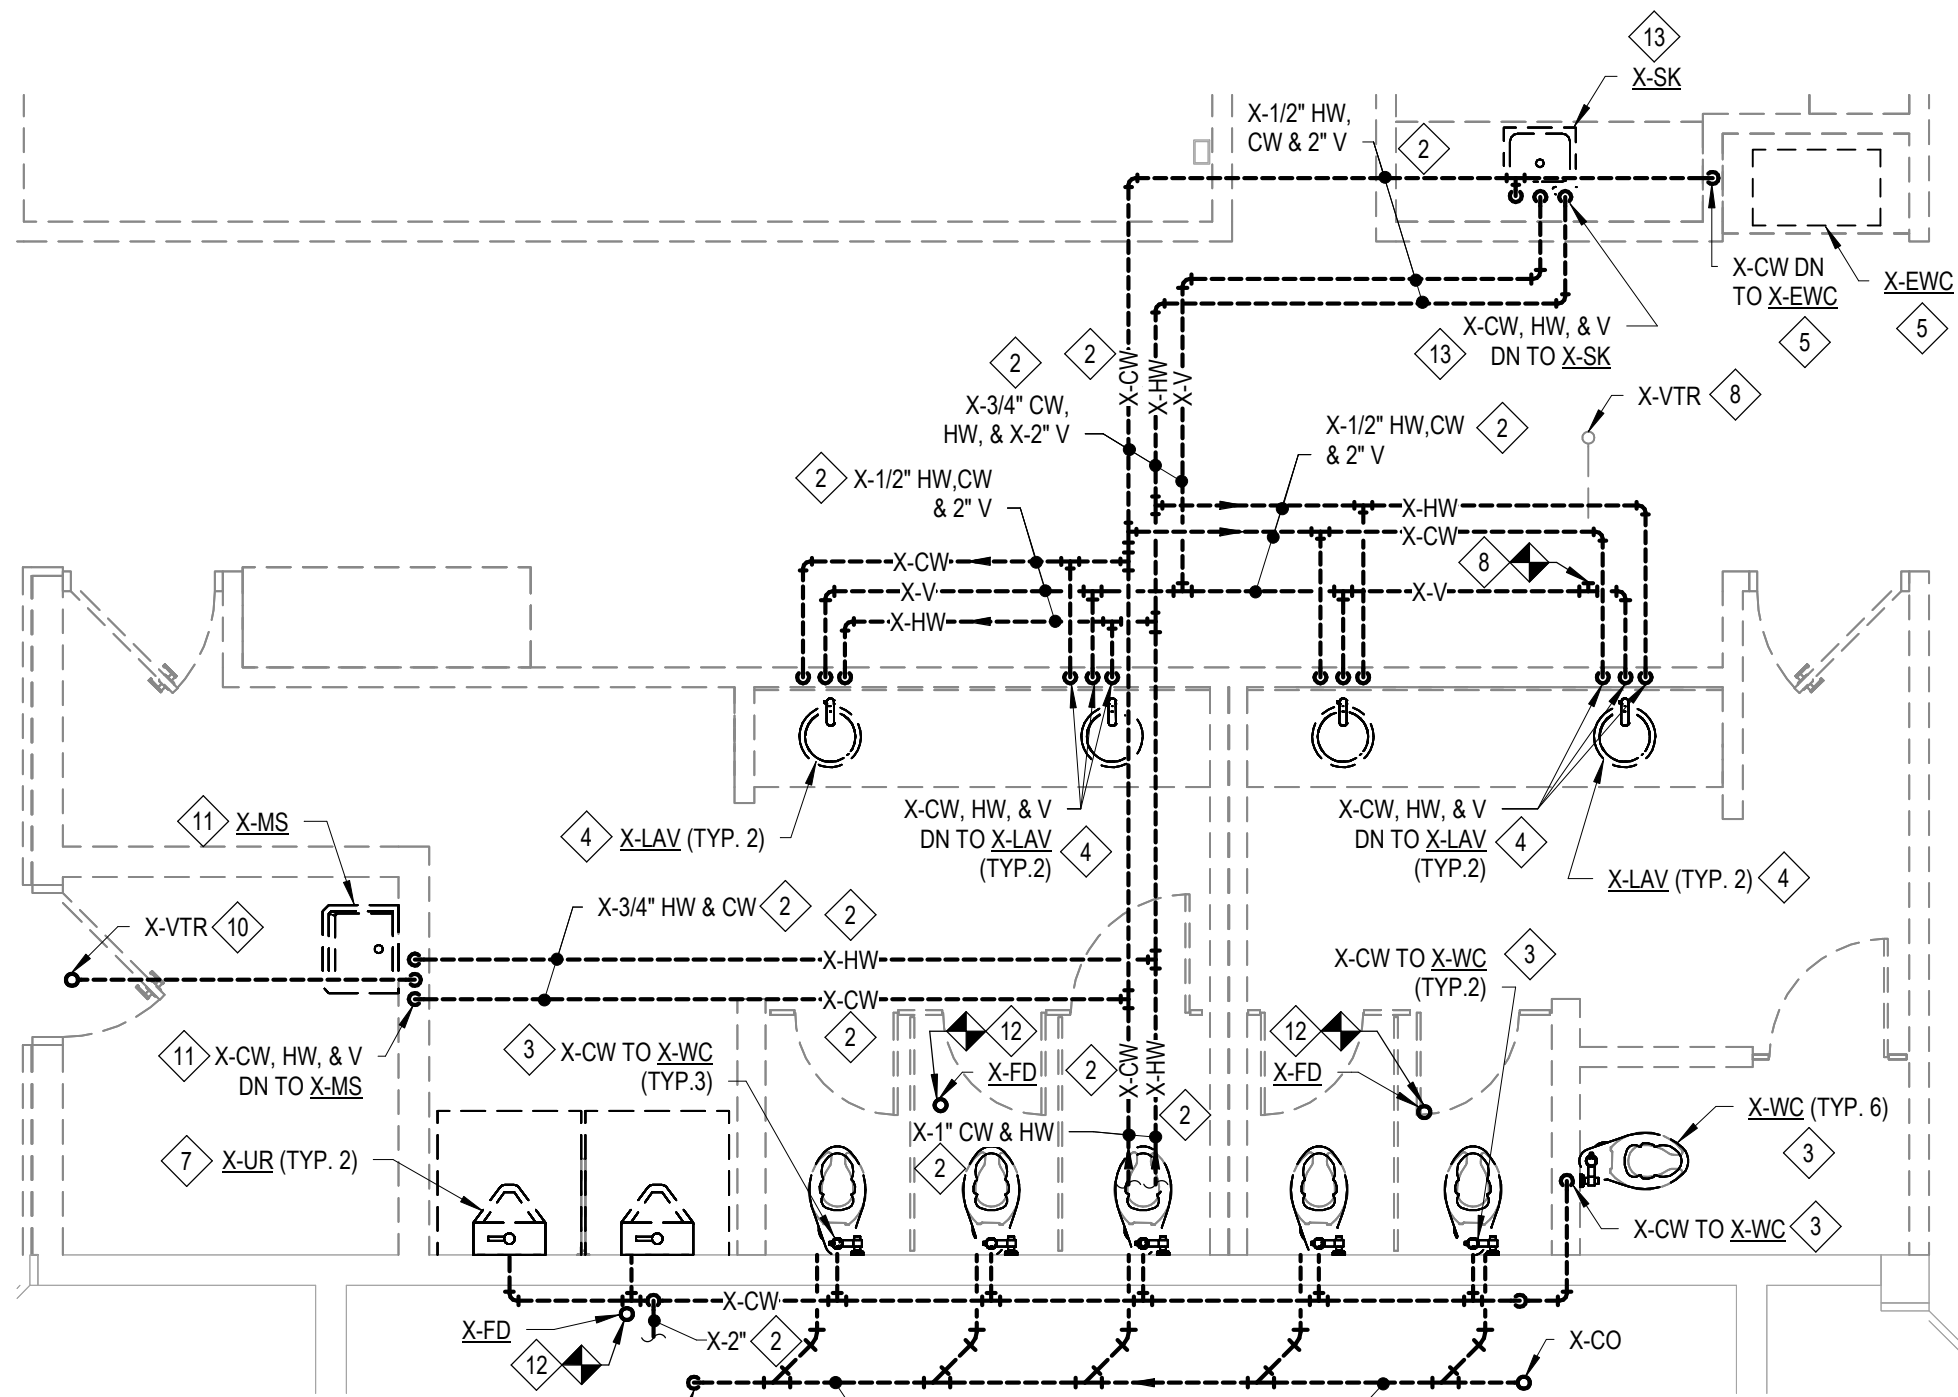 13
X-SK
X-1/2" HW,
CW & 2" V
2
X-CW DN
TO X-EWC
5
X-EWC
5
X-CW, HW, & V
DN TO X-SK
13
2
2
X-CW
X-HW
X-V
X-3/4" CW,
HW, & X-2" V
X-VTR
8
X-1/2" HW,CW
& 2" V
2
2
X-1/2" HW,CW
& 2" V
X-HW
X-CW
X-CW
8
X-V
X-V
X-HW
11
X-MS
4
X-LAV (TYP. 2)
X-CW, HW, & V
DN TO X-LAV
(TYP.2)
4
X-CW, HW, & V
DN TO X-LAV
(TYP.2)
4
X-LAV (TYP. 2)
4
X-VTR
10
X-3/4" HW & CW
2
2
X-HW
X-CW TO X-WC
(TYP.2)
3
X-CW
2
11
X-CW, HW, & V
DN TO X-MS
3
X-CW TO X-WC
(TYP.3)
12
X-FD
2
X-CW
X-HW
12
X-FD
2
X-1" CW & HW
2
X-WC (TYP. 6)
3
7
X-UR (TYP. 2)
X-CW TO X-WC
3
X-CW
X-FD
12
X-2"
2
X-CO